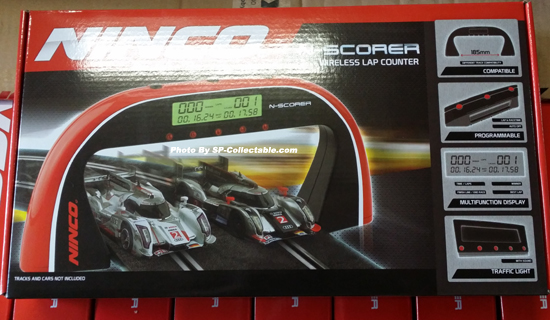 NINCO
N-SCORER
WIRELESS LAP COUNTER
185mm
COMPATIBLE
PROGRAMMABLE
000 001
00.16.24 00.17.58
MULTIFUNCTION DISPLAY
TRAFFIC LIGHT
000 001
00.16.24 00.17.58
N-SCORER
Photo By SP-Collectable.com
NINCO
2
2
TRACKS AND CARS NOT INCLUDED